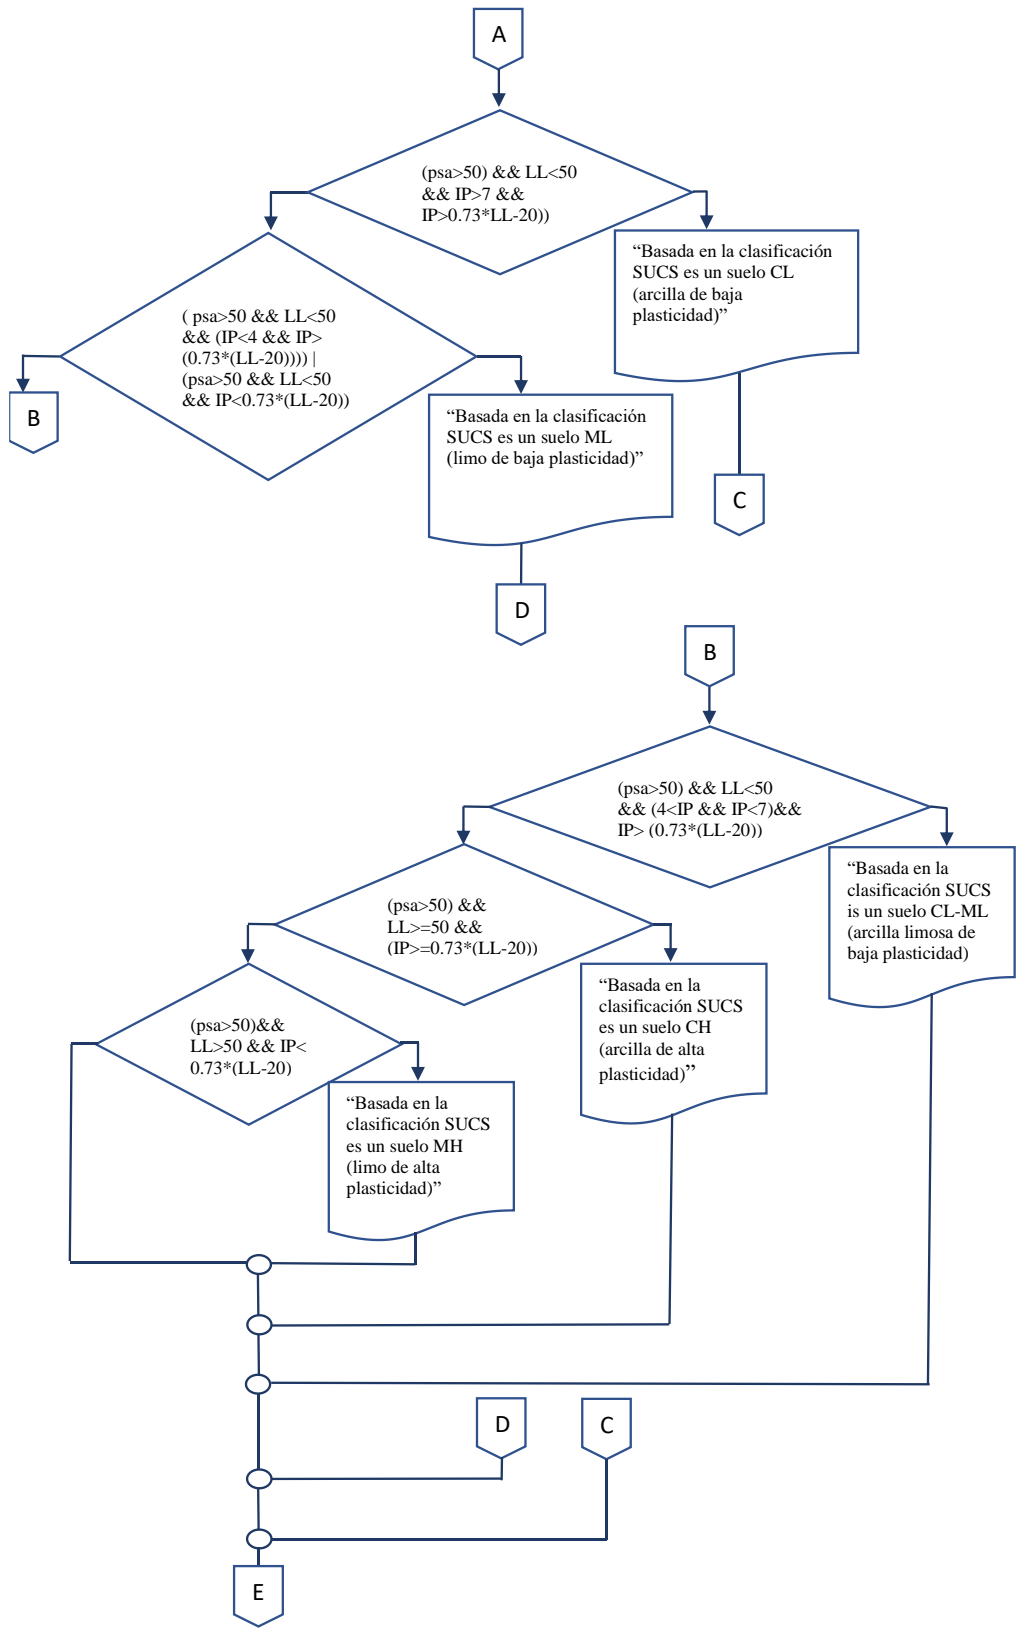 A
(psa>50) && LL<50
&& IP>7 &&
IP>0.73*LL-20))
“Basada en la clasificación
SUCS es un suelo CL
(arcilla de baja
plasticidad)”
( psa>50 && LL<50
&& (IP<4 && IP>
(0.73*(LL-20)))) |
(psa>50 && LL<50
&& IP<0.73*(LL-20))
B
“Basada en la clasificación
SUCS es un suelo ML
(limo de baja plasticidad)”
C
D
B
(psa>50) && LL<50
&& (4<IP && IP<7)&&
IP> (0.73*(LL-20))
“Basada en la
clasificación SUCS
is un suelo CL-ML
(arcilla limosa de
baja plasticidad)
(psa>50) &&
LL>=50 &&
(IP>=0.73*(LL-20))
“Basada en la
clasificación SUCS
es un suelo CH
(arcilla de alta
plasticidad)”
(psa>50)&&
LL>50 && IP<
0.73*(LL-20)
“Basada en la
clasificación SUCS
es un suelo MH
(limo de alta
plasticidad)”
D
C
E